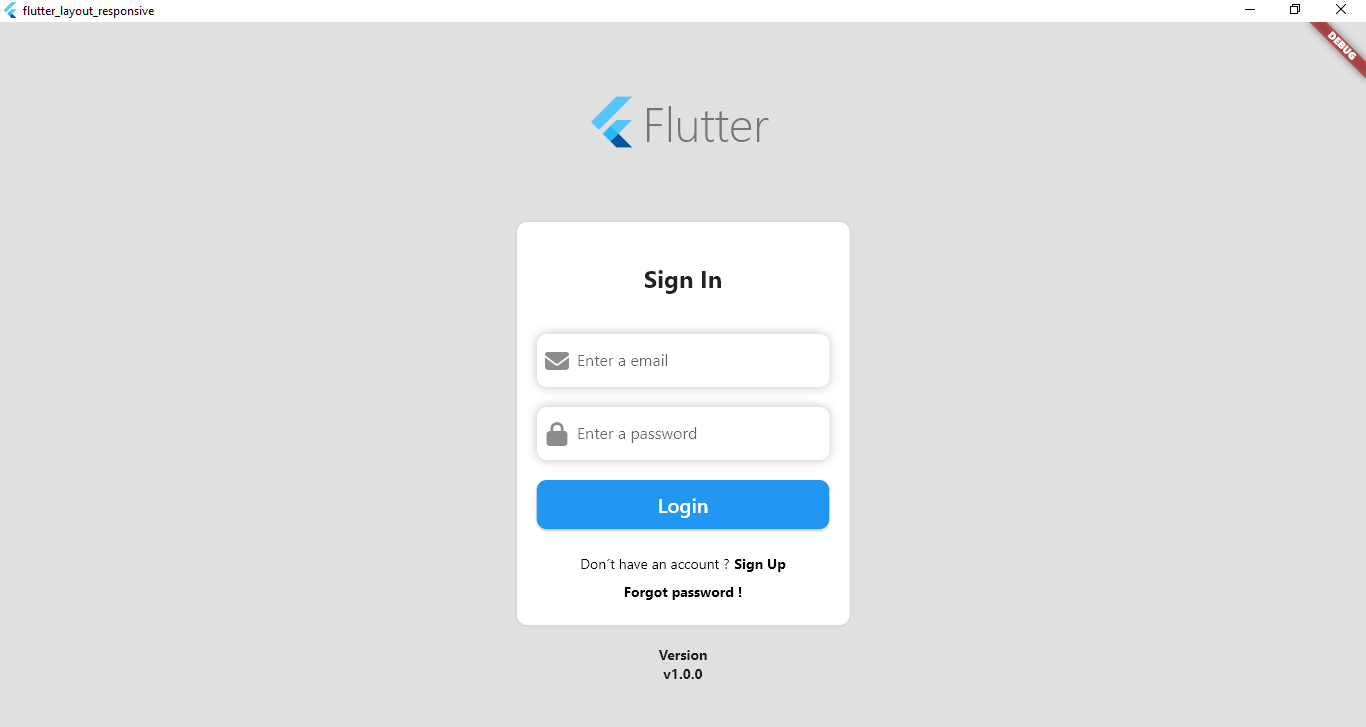 flutter_layout_responsive
DEBUG
Flutter
Sign In
Enter a email
Enter a password
Login
Don´t have an account ? Sign Up
Forgot password !
Version
v1.0.0